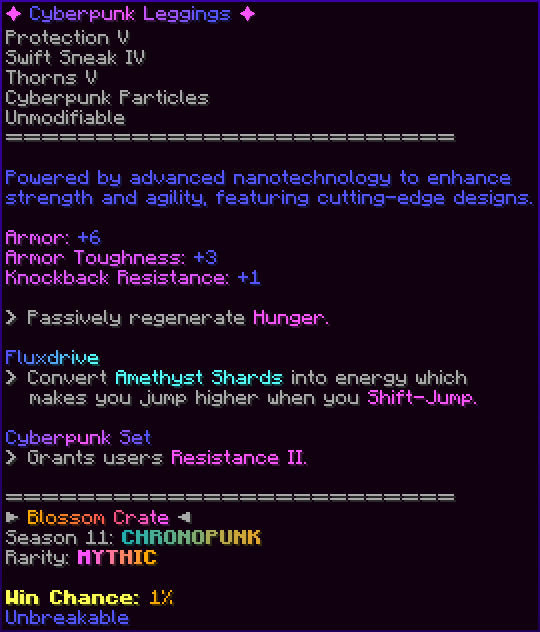 ✦ Cyberpunk Leggings ✦
Protection V
Swift Sneak IV
Thorns V
Cyberpunk Particles
Unmodifiable
==============================
Powered by advanced nanotechnology to enhance
strength and agility, featuring cutting-edge designs.
Armor: +6
Armor Toughness: +3
Knockback Resistance: +1
> Passively regenerate Hunger.
Fluxdrive
> Convert Amethyst Shards into energy which
makes you jump higher when you Shift-Jump.
Cyberpunk Set
> Grants users Resistance II.
==============================
► Blossom Crate ◄
Season 11: CHRONOPUNK
Rarity: MYTHIC
Win Chance: 1%
Unbreakable